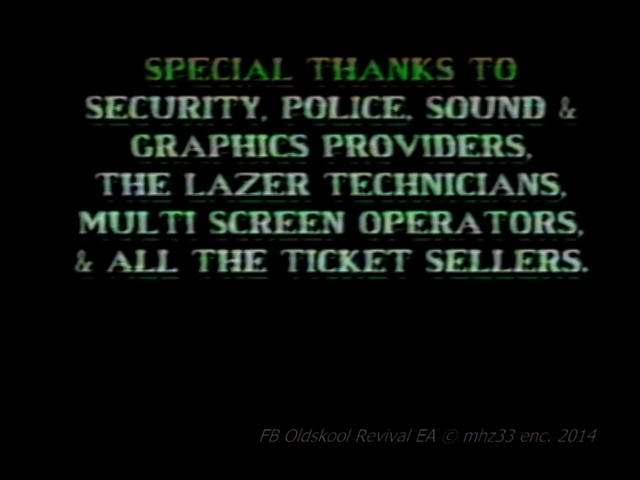 SPECIAL THANKS TO
SECURITY, POLICE, SOUND &
GRAPHICS PROVIDERS,
THE LAZER TECHNICIANS,
MULTI SCREEN OPERATORS,
& ALL THE TICKET SELLERS.
FB Oldskool Revival EA © mhz33 enc. 2014